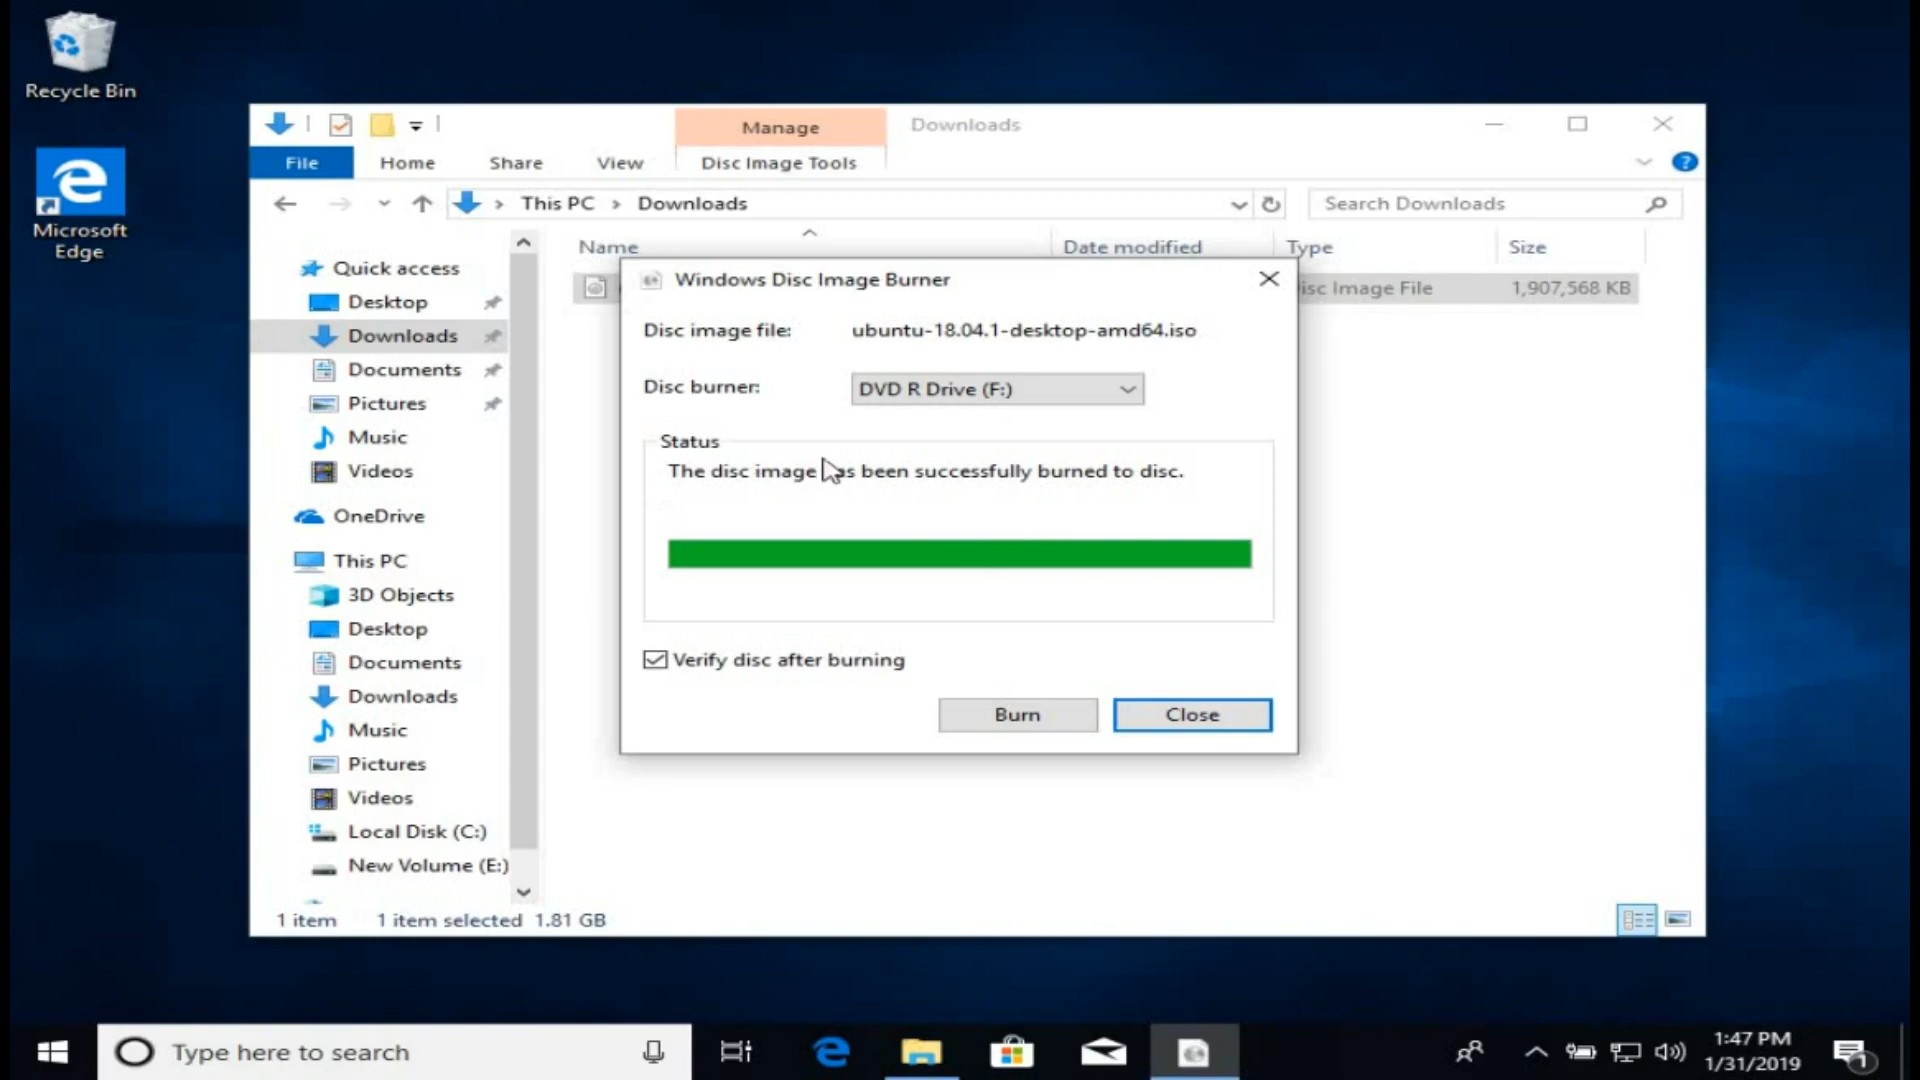 Recycle Bin
Microsoft
Edge
Manage
Downloads
File
Home
Share
View
Disc Image Tools
?
This PC
Downloads
Search Downloads
Name
Date modified
Type
Size
isc Image File
1,907,568 KB
Quick access
Desktop
Downloads
Documents
Pictures
Music
Videos
OneDrive
This PC
3D Objects
Desktop
Documents
Downloads
Music
Pictures
Videos
Local Disk (C:)
New Volume (E:)
Windows Disc Image Burner
Disc image file:
ubuntu-18.04.1-desktop-amd64.iso
Disc burner:
DVD R Drive (F:)
Status
The disc image has been successfully burned to disc.
Verify disc after burning
Burn
Close
1 item
1 item selected 1.81 GB
Type here to search
1:47 PM
1/31/2019
1